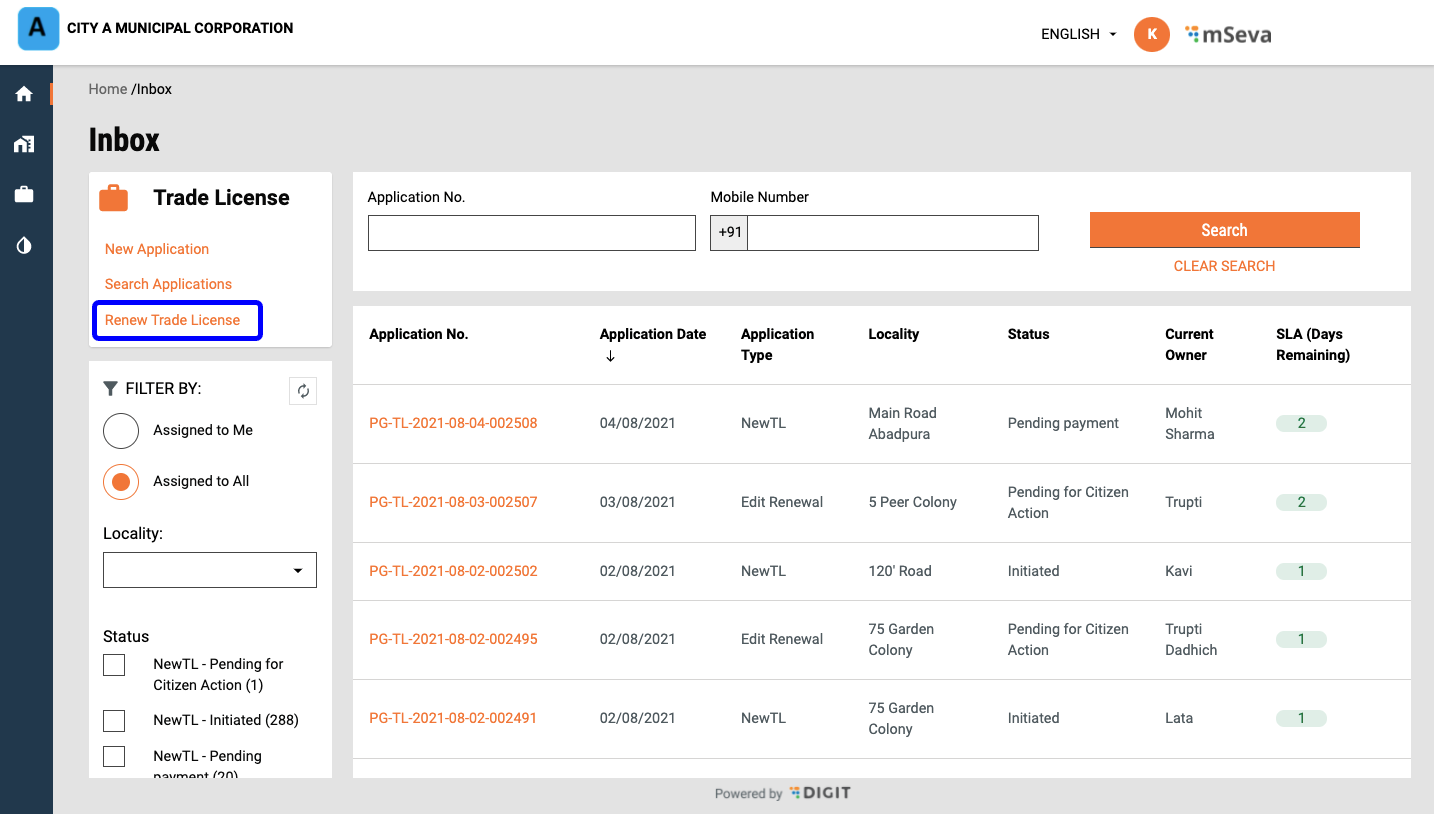 A
CITY A MUNICIPAL CORPORATION
ENGLISH
K
mSeva
Home /Inbox
Inbox
Trade License
New Application
Search Applications
Renew Trade License
FILTER BY:
Assigned to Me
Assigned to All
Locality:
Status
NewTL - Pending for
Citizen Action (1)
NewTL - Initiated (288)
NewTL - Pending
payment (20)
Application No.
Mobile Number
+91
Search
CLEAR SEARCH
Application No. Application Date ↓ Application Type Locality Status Current Owner SLA (Days Remaining)
PG-TL-2021-08-04-002508 04/08/2021 NewTL Main Road Abadpura Pending payment Mohit Sharma 2
PG-TL-2021-08-03-002507 03/08/2021 Edit Renewal 5 Peer Colony Pending for Citizen Action Trupti 2
PG-TL-2021-08-02-002502 02/08/2021 NewTL 120' Road Initiated Kavi 1
PG-TL-2021-08-02-002495 02/08/2021 Edit Renewal 75 Garden Colony Pending for Citizen Action Trupti Dadhich 1
PG-TL-2021-08-02-002491 02/08/2021 NewTL 75 Garden Colony Initiated Lata 1
Powered by DIGIT